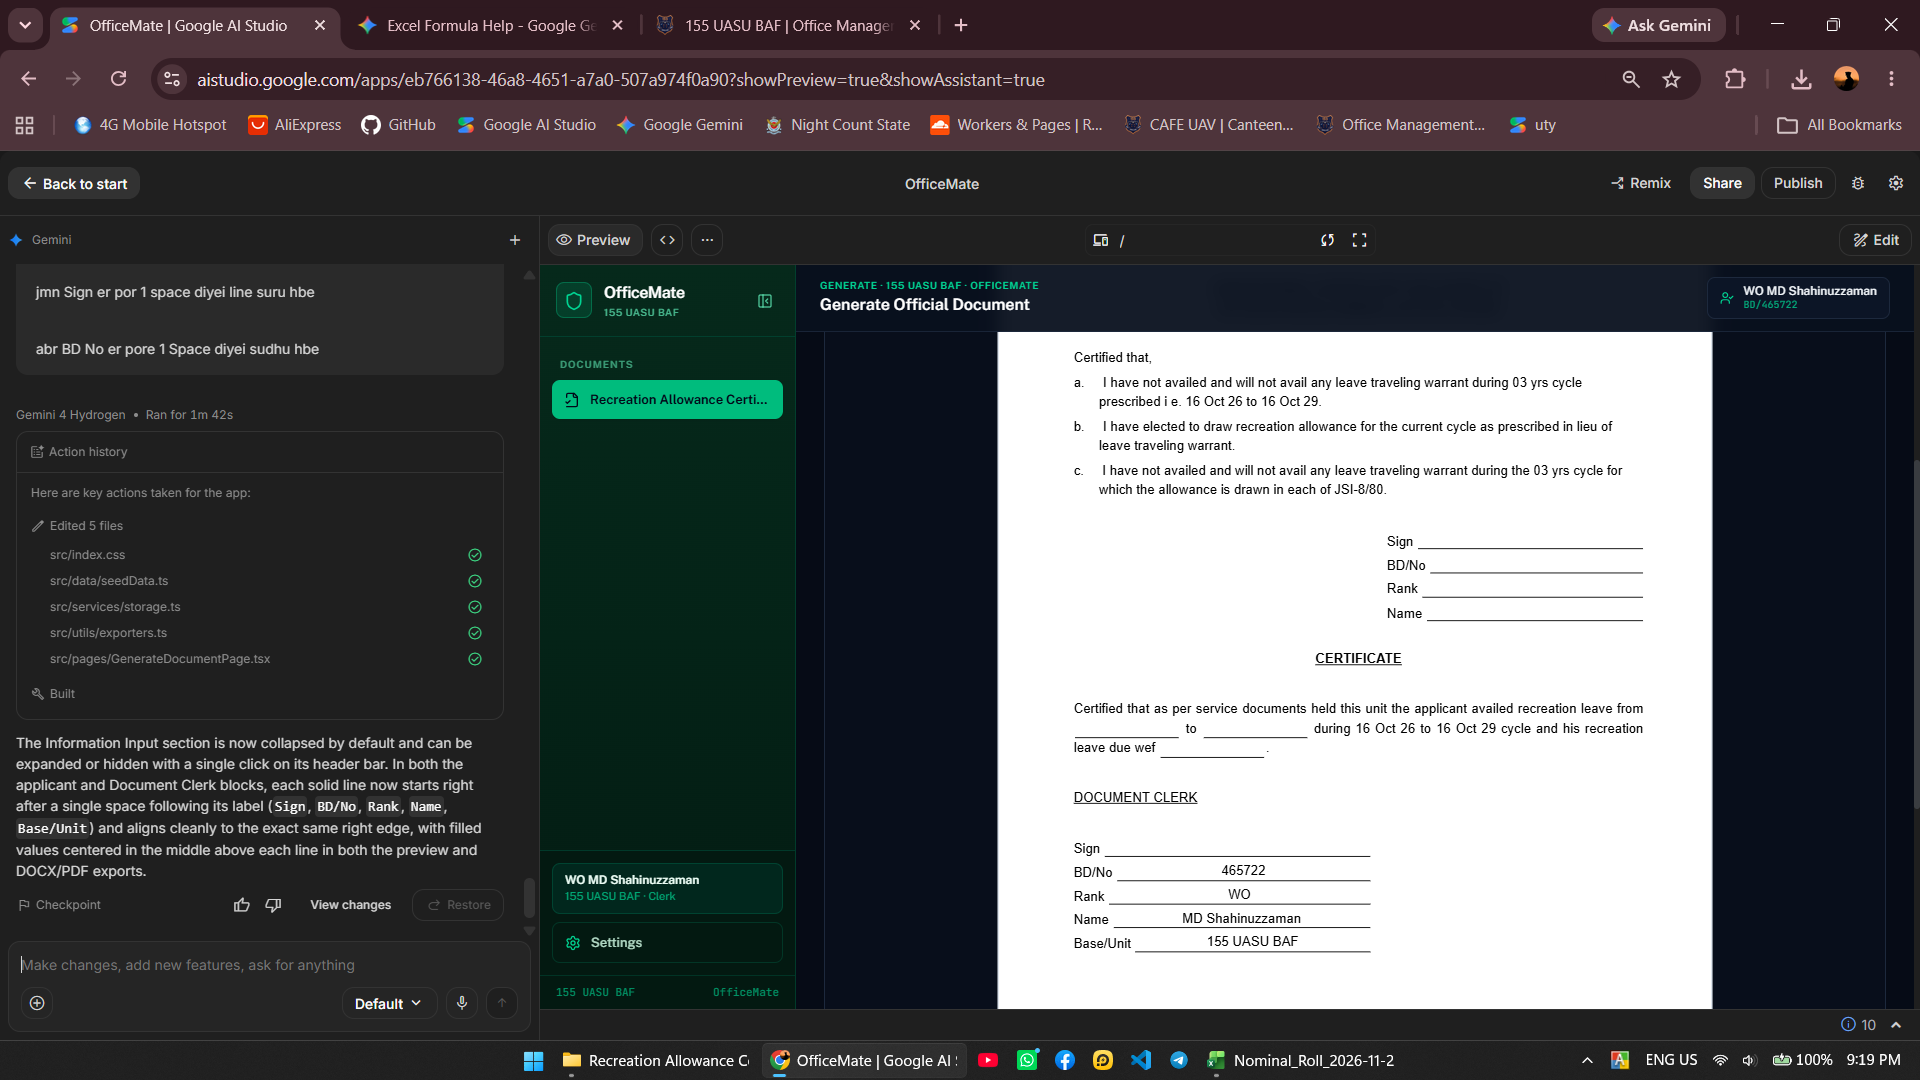 OfficeMate | Google AI Studio
Excel Formula Help - Google Ge
155 UASU BAF | Office Manage
Ask Gemini
aistudio.google.com/apps/eb766138-46a8-4651-a7a0-507a974f0a90?showPreview=true&showAssistant=true
4G Mobile Hotspot
AliExpress
GitHub
Google AI Studio
Google Gemini
Night Count State
Workers & Pages | R...
CAFE UAV | Canteen...
Office Management...
uty
All Bookmarks
Back to start
OfficeMate
Remix
Share
Publish
Gemini
Preview
/
Edit
jmn Sign er por 1 space diyei line suru hbe
abr BD No er pore 1 Space diyei sudhu hbe
Gemini 4 Hydrogen • Ran for 1m 42s
Action history
Here are key actions taken for the app:
Edited 5 files
src/index.css
src/data/seedData.ts
src/services/storage.ts
src/utils/exporters.ts
src/pages/GenerateDocumentPage.tsx
Built
The Information Input section is now collapsed by default and can be
expanded or hidden with a single click on its header bar. In both the
applicant and Document Clerk blocks, each solid line now starts right
after a single space following its label (Sign, BD/No, Rank, Name,
Base/Unit) and aligns cleanly to the exact same right edge, with filled
values centered in the middle above each line in both the preview and
DOCX/PDF exports.
Checkpoint
View changes
Restore
Make changes, add new features, ask for anything
Default
OfficeMate
155 UASU BAF
DOCUMENTS
Recreation Allowance Certi...
WO MD Shahinuzzaman
155 UASU BAF · Clerk
Settings
155 UASU BAF
OfficeMate
GENERATE · 155 UASU BAF · OFFICEMATE
Generate Official Document
WO MD Shahinuzzaman
BD/465722
Certified that,
a. I have not availed and will not avail any leave traveling warrant during 03 yrs cycle
prescribed i e. 16 Oct 26 to 16 Oct 29.
b. I have elected to draw recreation allowance for the current cycle as prescribed in lieu of
leave traveling warrant.
c. I have not availed and will not avail any leave traveling warrant during the 03 yrs cycle for
which the allowance is drawn in each of JSI-8/80.
Sign
BD/No
Rank
Name
CERTIFICATE
Certified that as per service documents held this unit the applicant availed recreation leave from
to during 16 Oct 26 to 16 Oct 29 cycle and his recreation
leave due wef .
DOCUMENT CLERK
Sign
BD/No 465722
Rank WO
Name MD Shahinuzzaman
Base/Unit 155 UASU BAF
10
Recreation Allowance C
OfficeMate | Google AI S
Nominal_Roll_2026-11-2
ENG US
100%
9:19 PM